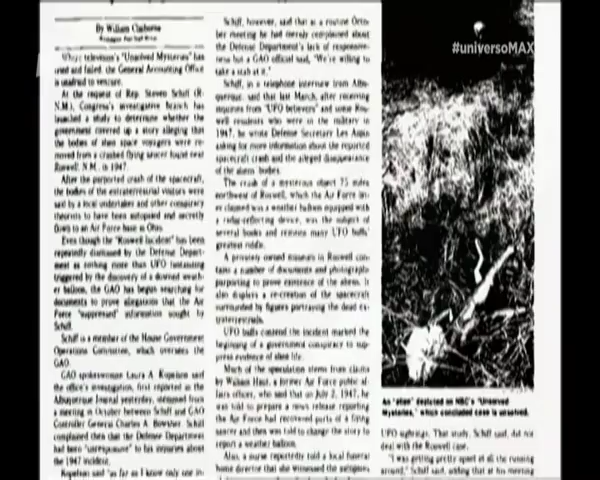 By William Claiborne
Where television's "Unsolved Mysteries" has
tried and failed, the General Accounting Office
is unafraid to venture.
At the request of Rep. Steven Schiff (R-
N.M.), Congress's investigative branch has
launched a study to determine whether the
government covered up a story alleging that
the bodies of alien space voyagers were re-
moved from a crashed flying saucer found near
Roswell, N.M. in 1947.
After the purported crash of the spacecraft,
the bodies of the extraterrestrial visitors were
said by a local undertaker and other conspiracy
theorists to have been autopsied and secretly
flown to an Air Force base in Ohio.
Even though the "Roswell Incident" has been
repeatedly dismissed by the Defense Depart-
ment as nothing more than UFO fantasizing
triggered by the discovery of a downed weath-
er balloon, the GAO has begun searching for
documents to prove allegations that the Air
Force "suppressed" information sought by
Schiff.
Schiff is a member of the House Government
Operations Committee, which oversees the
GAO.
GAO spokeswoman Laura A. Kopelson said
the office's investigation, first reported in the
Albuquerque Journal yesterday, stemmed from
a meeting in October between Schiff and GAO
Controller General Charles A. Bowsher. Schiff
complained then that the Defense Department
had been "unresponsive" to his inquiries about
the 1947 incident.
Kopelson said "as far as I know only one in-
Schiff, however, said that in a routine Octo-
ber meeting he had merely complained about
the Defense Department's lack of responsive-
ness but a GAO official said, "We're willing to
take a stab at it."
Schiff, in a telephone interview from Albu-
querque, said that last March, after receiving
inquiries from "UFO believers" and some Ros-
well residents who were in the military in
1947, he wrote Defense Secretary Les Aspin
asking for more information about the reported
spacecraft crash and the alleged disappearance
of the aliens bodies.
The crash of a mysterious object 75 miles
northwest of Roswell, which the Air Force lat-
er claimed was a weather balloon equipped with
a radar-reflecting device, was the subject of
several books and remains many UFO buffs'
greatest riddle.
A privately owned museum in Roswell con-
tains a number of documents and photographs
purporting to prove existence of the aliens. It
also displays a re-creation of the spacecraft
surrounded by figures portraying the dead ex-
traterrestrials.
UFO buffs contend the incident marked the
beginning of a government conspiracy to sup-
press evidence of alien life.
Much of the speculation stems from claims
by William Haut, a former Air Force public af-
fairs officer, who said that on July 2, 1947, he
was told to prepare a news release reporting
the Air Force had recovered parts of a flying
saucer and then was told to change the story to
report a weather balloon.
Also, a nurse reportedly told a local funeral
home director that she witnessed the autopsies
#universoMAX
An "alien" depicted on NBC's "Unsolved
Mysteries," which concluded case is unsolved.
UFO sightings. That study, Schiff said, did not
deal with the Roswell case.
"I was getting pretty upset at all the running
around," Schiff said, adding that at his meeting